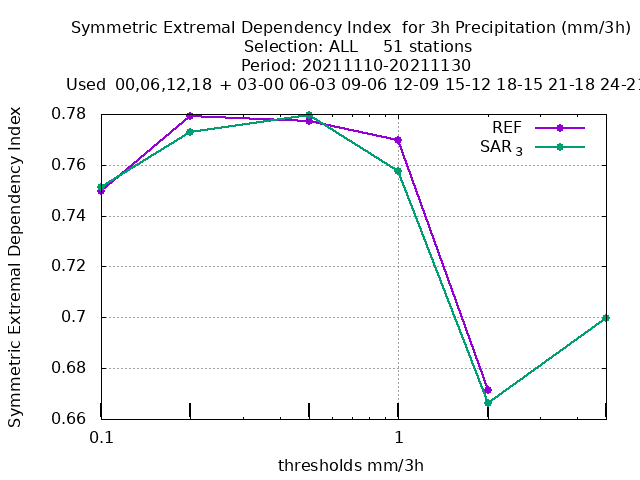 Symmetric Extremal Dependency Index  for 3h Precipitation (mm/3h)
Selection: ALL     51 stations
Period: 20211110-20211130
Used  00,06,12,18  + 03-00 06-03 09-06 12-09 15-12 18-15 21-18 24-21
Symmetric Extremal Dependency Index
0.78
0.76
0.74
0.72
0.7
0.68
0.66
REF
SAR 3
0.1
1
thresholds mm/3h